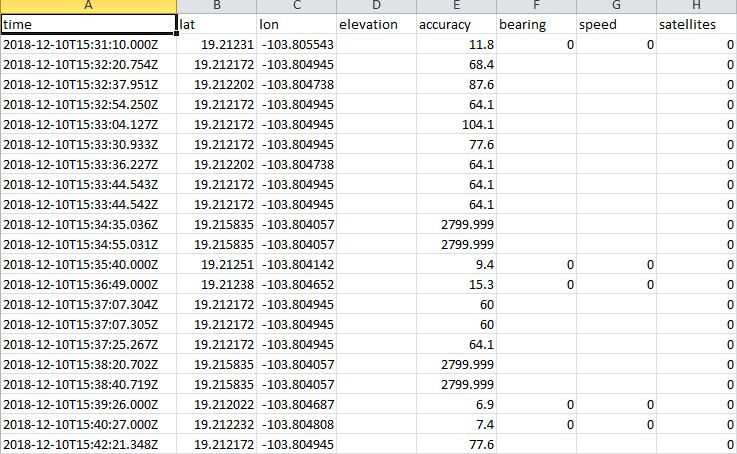 A B C D E F G H
time lat lon elevation accuracy bearing speed satellites
2018-12-10T15:31:10.000Z 19.21231 -103.805543 11.8 0 0 0
2018-12-10T15:32:20.754Z 19.212172 -103.804945 68.4 0
2018-12-10T15:32:37.951Z 19.212202 -103.804738 87.6 0
2018-12-10T15:32:54.250Z 19.212172 -103.804945 64.1 0
2018-12-10T15:33:04.127Z 19.212172 -103.804945 104.1 0
2018-12-10T15:33:30.933Z 19.212172 -103.804945 77.6 0
2018-12-10T15:33:36.227Z 19.212202 -103.804738 64.1 0
2018-12-10T15:33:44.543Z 19.212172 -103.804945 64.1 0
2018-12-10T15:33:44.542Z 19.212172 -103.804945 64.1 0
2018-12-10T15:34:35.036Z 19.215835 -103.804057 2799.999 0
2018-12-10T15:34:55.031Z 19.215835 -103.804057 2799.999 0
2018-12-10T15:35:40.000Z 19.21251 -103.804142 9.4 0 0 0
2018-12-10T15:36:49.000Z 19.21238 -103.804652 15.3 0 0 0
2018-12-10T15:37:07.304Z 19.212172 -103.804945 60 0
2018-12-10T15:37:07.305Z 19.212172 -103.804945 60 0
2018-12-10T15:37:25.267Z 19.212172 -103.804945 64.1 0
2018-12-10T15:38:20.702Z 19.215835 -103.804057 2799.999 0
2018-12-10T15:38:40.719Z 19.215835 -103.804057 2799.999 0
2018-12-10T15:39:26.000Z 19.212022 -103.804687 6.9 0 0 0
2018-12-10T15:40:27.000Z 19.212232 -103.804808 7.4 0 0 0
2018-12-10T15:42:21.348Z 19.212172 -103.804945 77.6 0